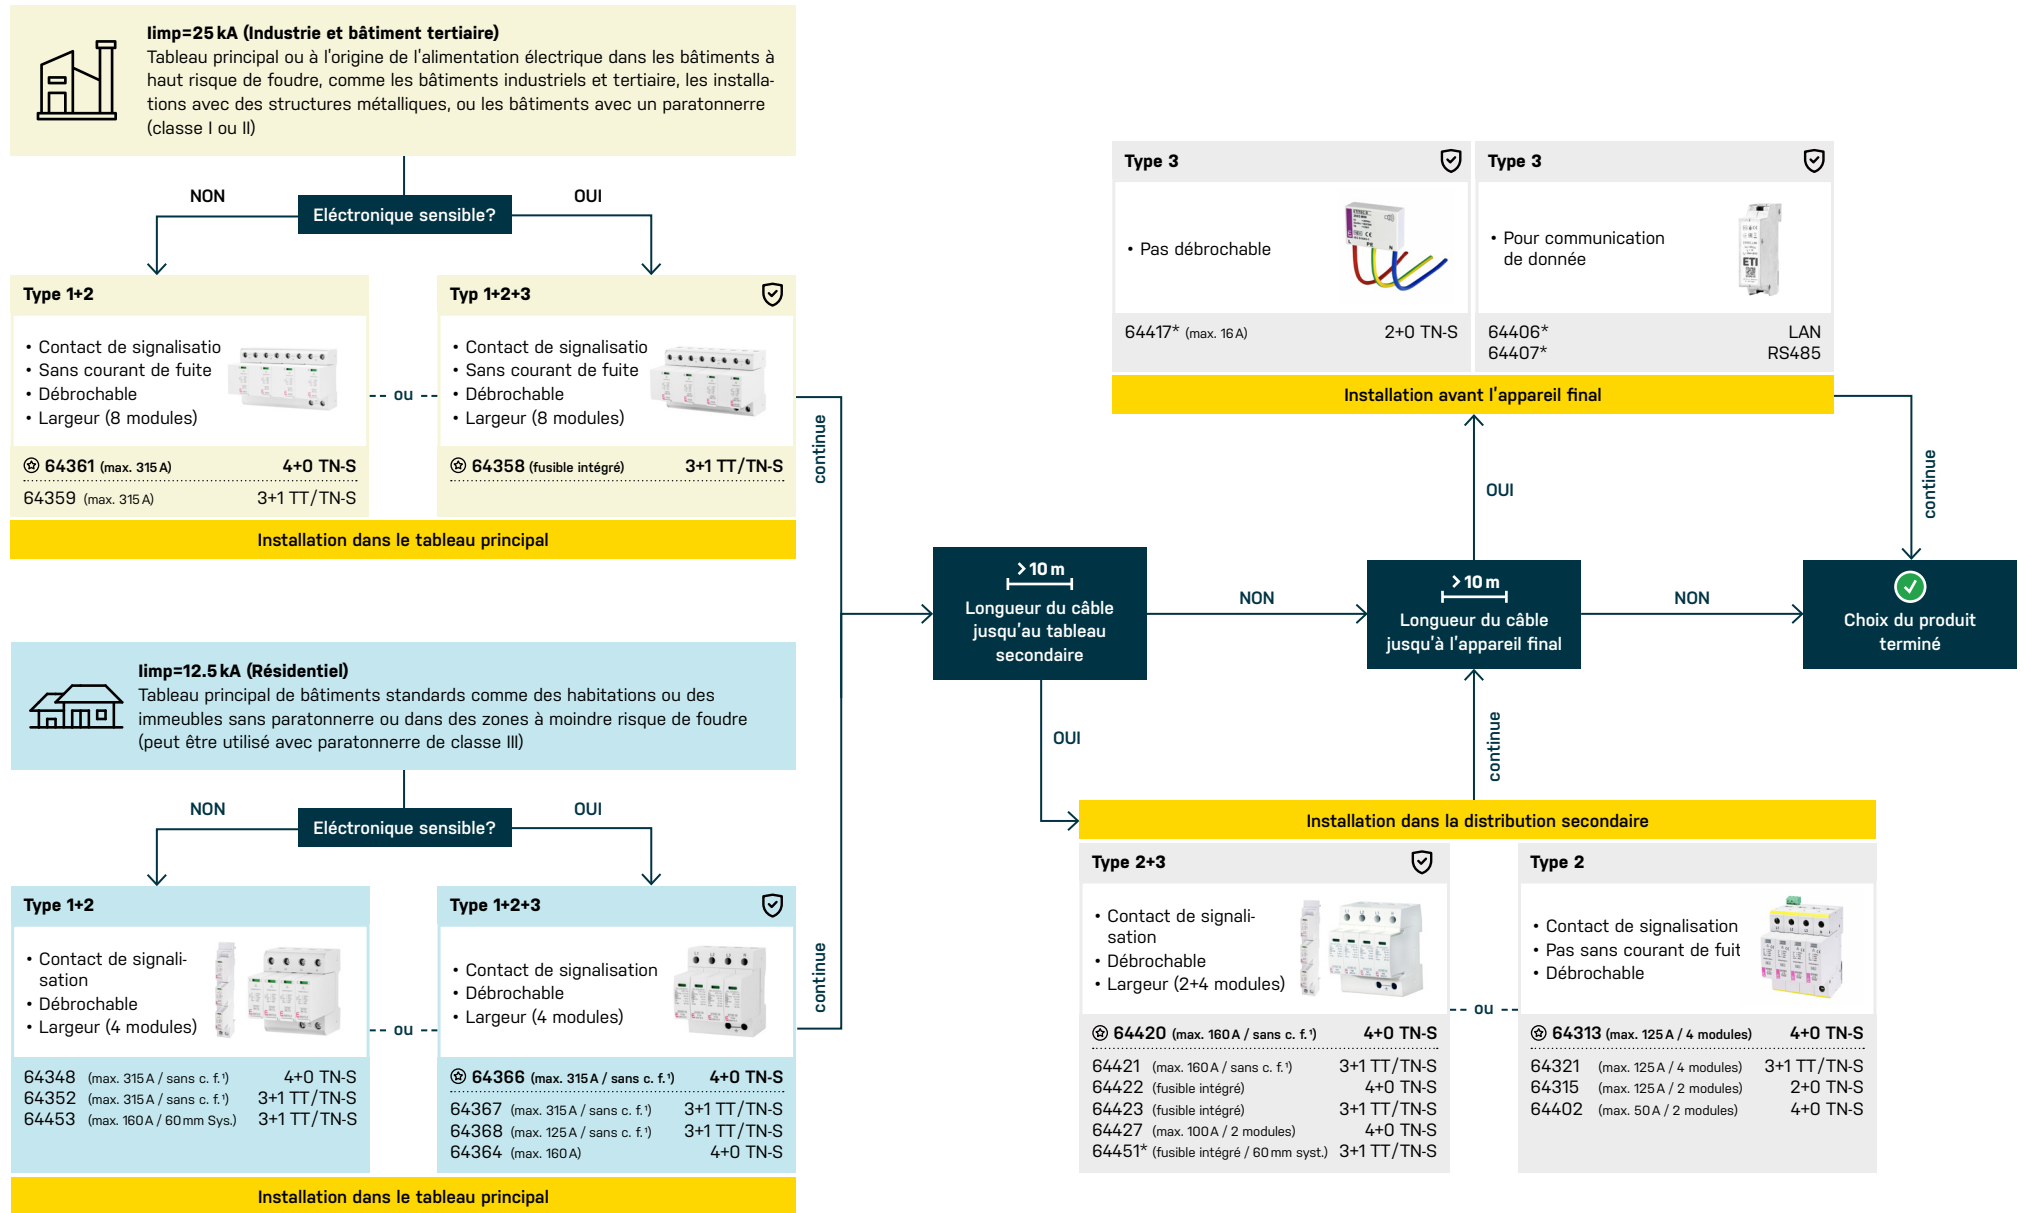 Iimp=25 kA (Industrie et bâtiment tertiaire)
Tableau principal ou à l'origine de l'alimentation électrique dans les bâtiments à
haut risque de foudre, comme les bâtiments industriels et tertiaire, les installa-
tions avec des structures métalliques, ou les bâtiments avec un paratonnerre
(classe I ou II)
NON
Eléctronique sensible?
OUI
Type 1+2
• Contact de signalisatio
• Sans courant de fuite
• Débrochable
• Largeur (8 modules)
64361 (max. 315 A) 4+0 TN-S
64359 (max. 315 A) 3+1 TT/TN-S
ou
Typ 1+2+3
• Contact de signalisatio
• Sans courant de fuite
• Débrochable
• Largeur (8 modules)
64358 (fusible intégré) 3+1 TT/TN-S
Installation dans le tableau principal
continue
Iimp=12.5 kA (Résidentiel)
Tableau principal de bâtiments standards comme des habitations ou des
immeubles sans paratonnerre ou dans des zones à moindre risque de foudre
(peut être utilisé avec paratonnerre de classe III)
NON
Eléctronique sensible?
OUI
Type 1+2
• Contact de signali-
sation
• Débrochable
• Largeur (4 modules)
64348 (max. 315 A / sans c. f.¹) 4+0 TN-S
64352 (max. 315 A / sans c. f.¹) 3+1 TT/TN-S
64453 (max. 160 A / 60 mm Sys.) 3+1 TT/TN-S
ou
Type 1+2+3
• Contact de signalisation
• Débrochable
• Largeur (4 modules)
64366 (max. 315 A / sans c. f.¹) 4+0 TN-S
64367 (max. 315 A / sans c. f.¹) 3+1 TT/TN-S
64368 (max. 125 A / sans c. f.¹) 3+1 TT/TN-S
64364 (max. 160 A) 4+0 TN-S
Installation dans le tableau principal
continue
> 10 m
Longueur du câble
jusqu'au tableau
secondaire
NON
OUI
Installation dans la distribution secondaire
Type 2+3
• Contact de signali-
sation
• Débrochable
• Largeur (2+4 modules)
64420 (max. 160 A / sans c. f.¹) 4+0 TN-S
64421 (max. 160 A / sans c. f.¹) 3+1 TT/TN-S
64422 (fusible intégré) 4+0 TN-S
64423 (fusible intégré) 3+1 TT/TN-S
64427 (max. 100 A / 2 modules) 4+0 TN-S
64451* (fusible intégré / 60 mm syst.) 3+1 TT/TN-S
ou
Type 2
• Contact de signalisation
• Pas sans courant de fuit
• Débrochable
64313 (max. 125 A / 4 modules) 4+0 TN-S
64321 (max. 125 A / 4 modules) 3+1 TT/TN-S
64315 (max. 125 A / 2 modules) 2+0 TN-S
64402 (max. 50 A / 2 modules) 4+0 TN-S
continue
> 10 m
Longueur du câble
jusqu'à l'appareil final
OUI
NON
Type 3
• Pas débrochable
L PE N
64417* (max. 16 A) 2+0 TN-S
Type 3
• Pour communication
de donnée
ETI
64406* LAN
64407* RS485
Installation avant l'appareil final
continue
Choix du produit
terminé